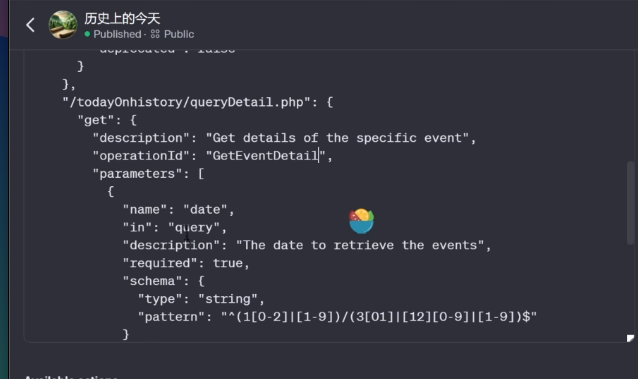 历史上的今天
Published · Public
"deprecated": false
}
},
"/todayOnhistory/queryDetail.php": {
"get": {
"description": "Get details of the specific event",
"operationId": "GetEventDetail",
"parameters": [
{
"name": "date",
"in": "query",
"description": "The date to retrieve the events",
"required": true,
"schema": {
"type": "string",
"pattern": "^(1[0-2]|[1-9])/(3[01]|[12][0-9]|[1-9])$"
}
Available actions